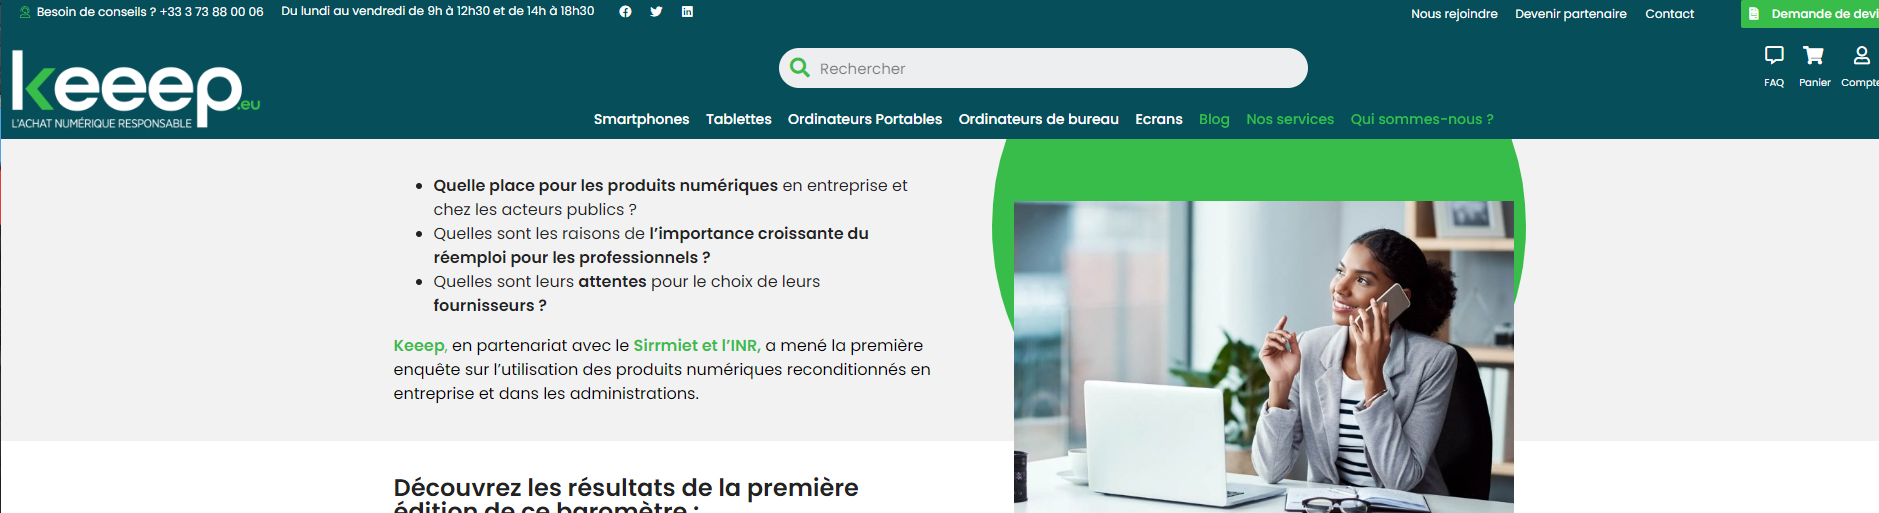 Besoin de conseils ? +33 3 73 88 00 06 Du lundi au vendredi de 9h à 12h30 et de 14h à 18h30
Nous rejoindre Devenir partenaire Contact Demande de devi
keeep.eu
L'ACHAT NUMÉRIQUE RESPONSABLE
Rechercher
FAQ Panier Compte
Smartphones Tablettes Ordinateurs Portables Ordinateurs de bureau Ecrans Blog Nos services Qui sommes-nous ?
Quelle place pour les produits numériques en entreprise et
chez les acteurs publics ?
Quelles sont les raisons de l'importance croissante du
réemploi pour les professionnels ?
Quelles sont leurs attentes pour le choix de leurs
fournisseurs ?
Keeep, en partenariat avec le Sirrmiet et l'INR, a mené la première
enquête sur l'utilisation des produits numériques reconditionnés en
entreprise et dans les administrations.
Découvrez les résultats de la première
édition de ce baromètre :